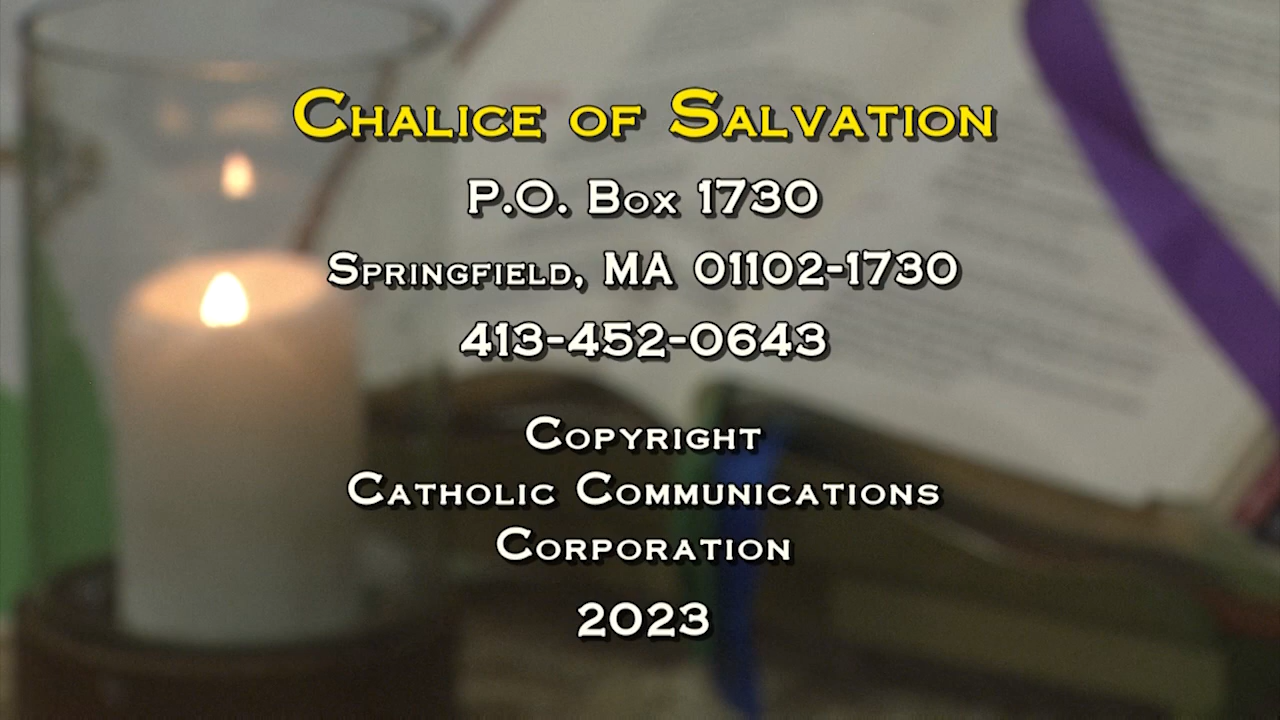 Chalice of Salvation
P.O. Box 1730
Springfield, MA 01102-1730
413-452-0643
Copyright
Catholic Communications
Corporation
2023